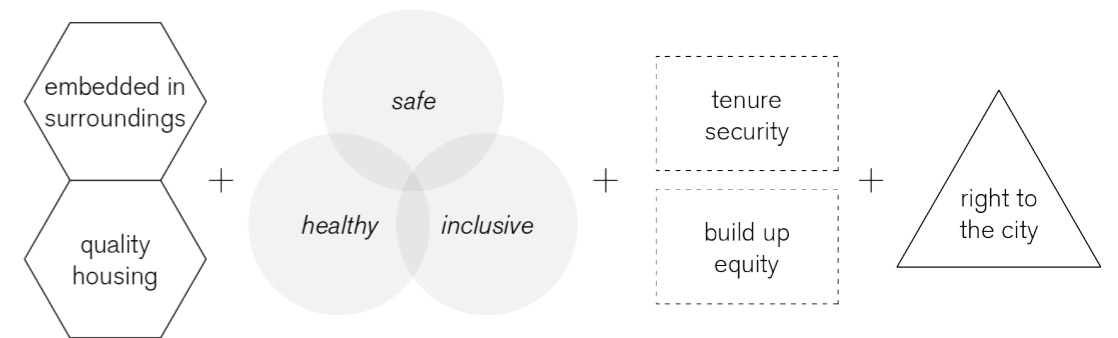 embedded in
surroundings
quality
housing
+
safe
healthy
inclusive
+
tenure
security
build up
equity
+
right to
the city